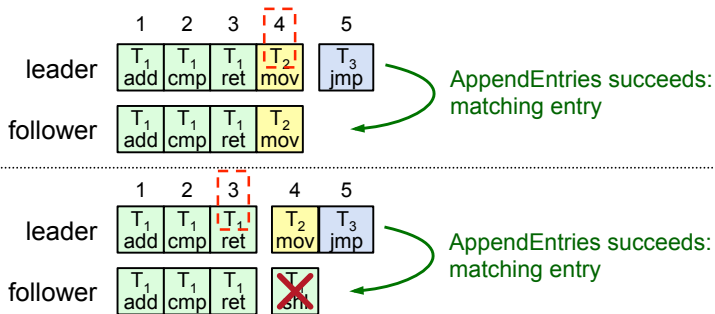 1 2 3 4 5
leader T1 T1 T1 T2 T3
add cmp ret mov jmp
AppendEntries succeeds:
matching entry
follower T1 T1 T1 T2
add cmp ret mov
1 2 3 4 5
leader T1 T1 T1 T2 T3
add cmp ret mov jmp
AppendEntries succeeds:
matching entry
follower T1 T1 T1
add cmp ret